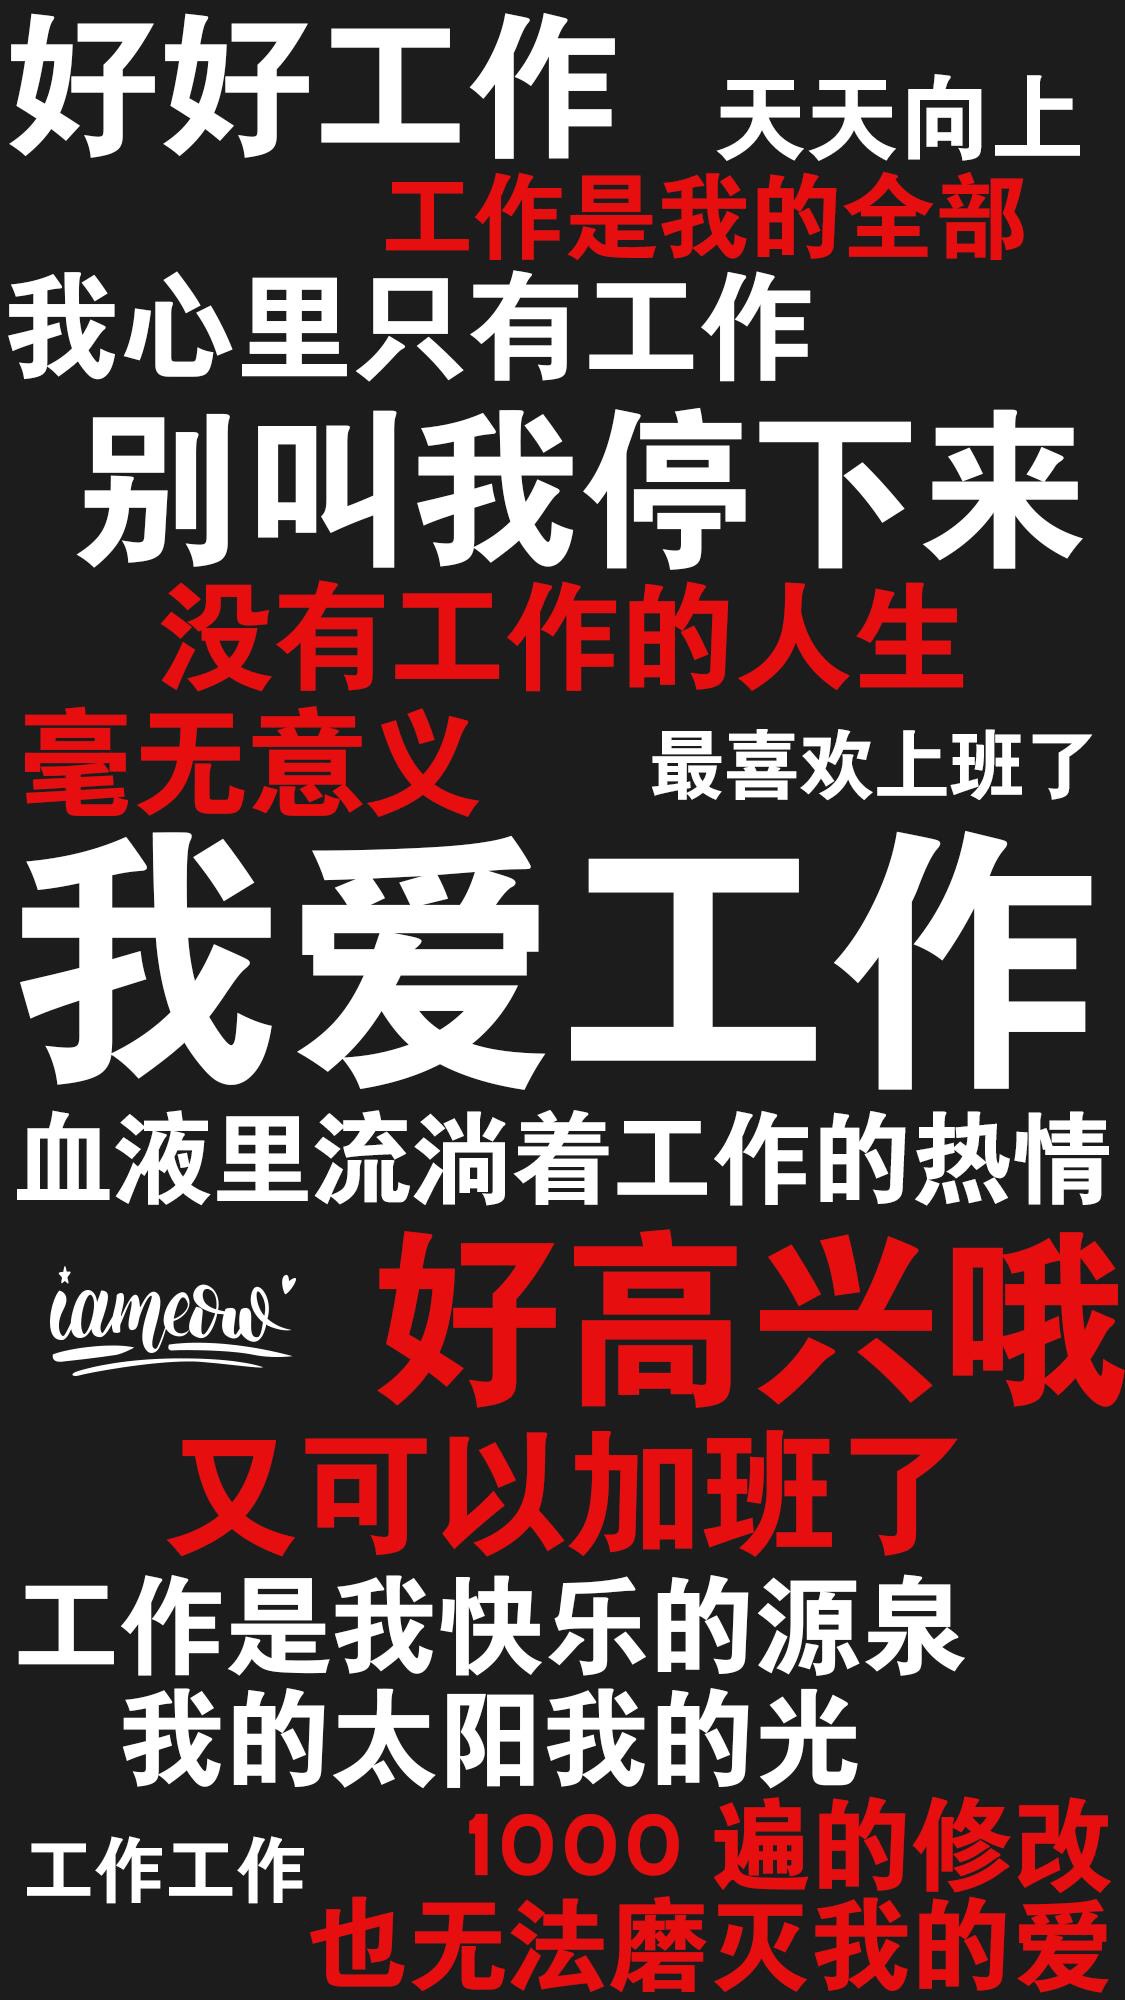 好好工作
天天向上
工作是我的全部
我心里只有工作
别叫我停下来
没有工作的人生
毫无意义
最喜欢上班了
我爱工作
血液里流淌着工作的热情
iameow
好高兴哦
又可以加班了
工作是我快乐的源泉
我的太阳我的光
工作工作
1000 遍的修改
也无法磨灭我的爱